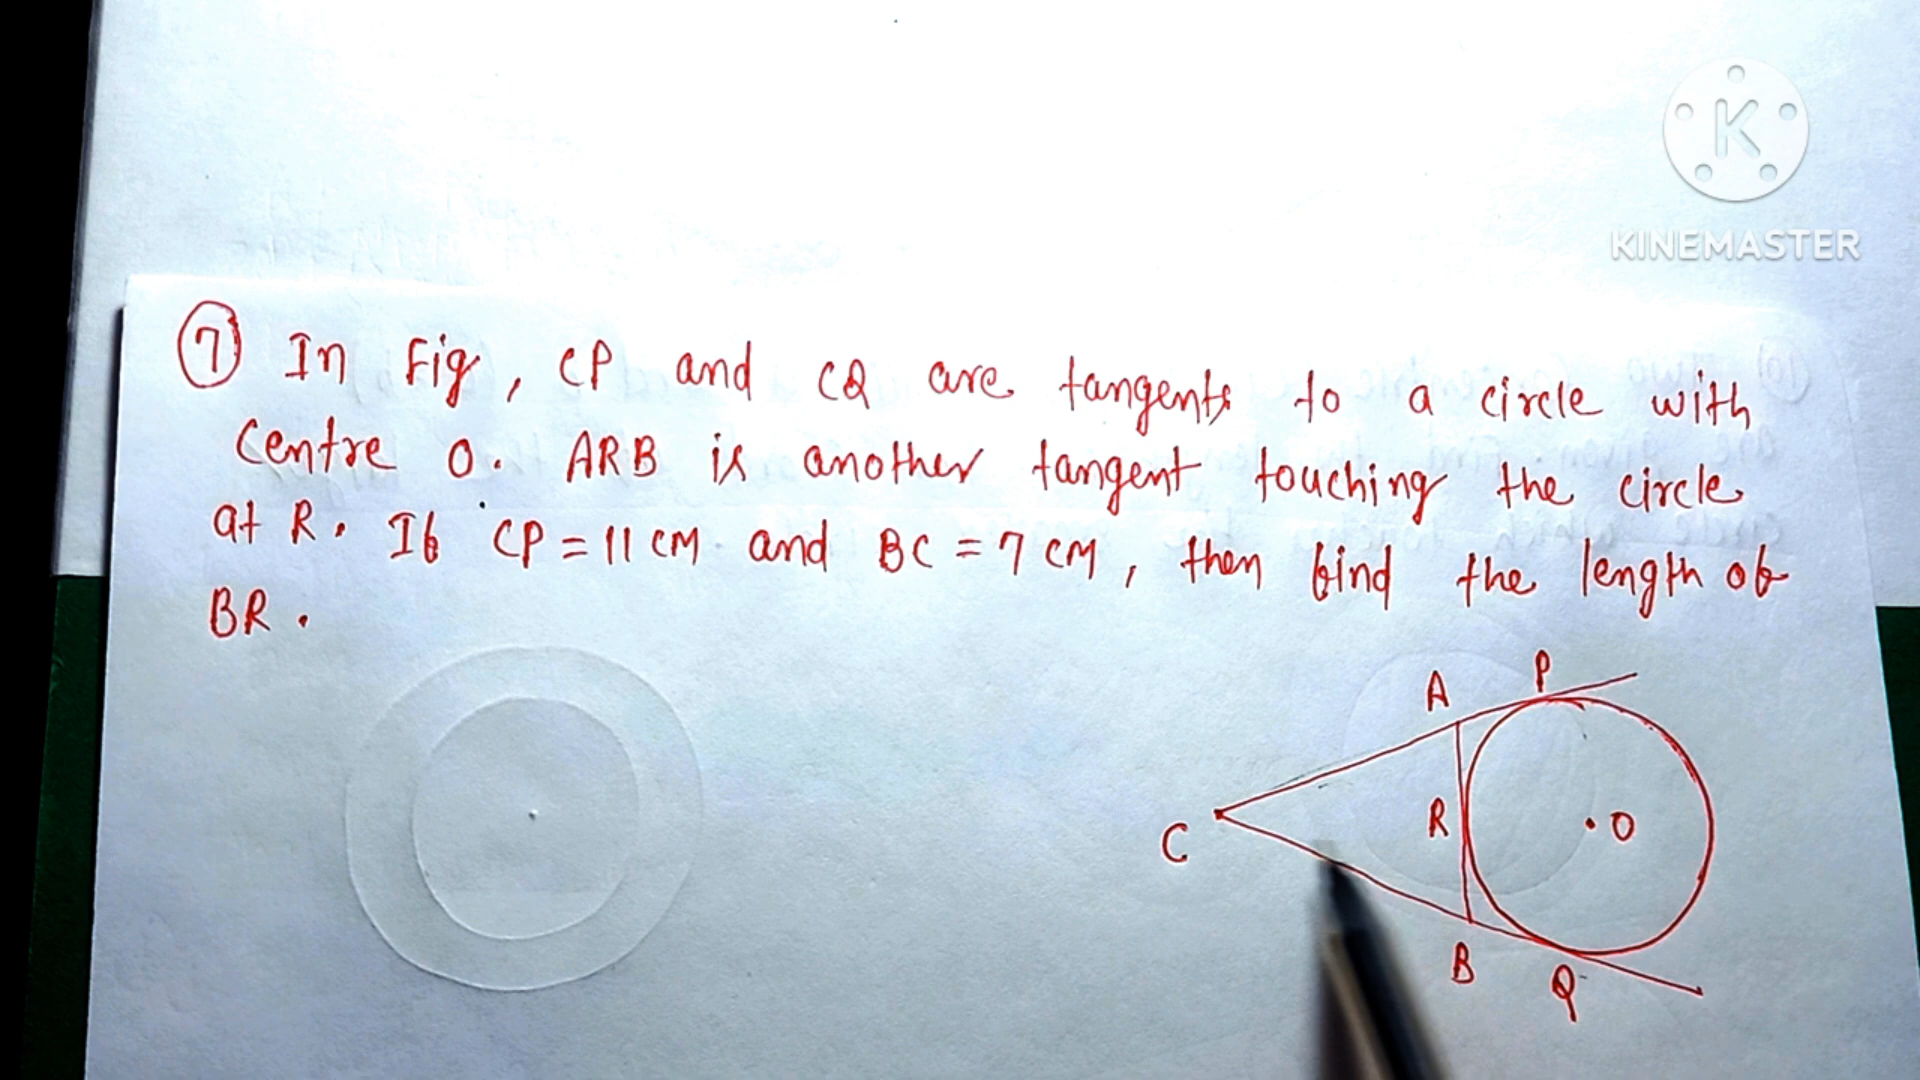 K
KINEMASTER
7 In Fig, CP and CQ are tangents to a circle with
centre O. ARB is another tangent touching the circle
at R. If CP = 11 CM and BC = 7 CM, then find the length of
BR.
P
A
R
O
C
B
Q